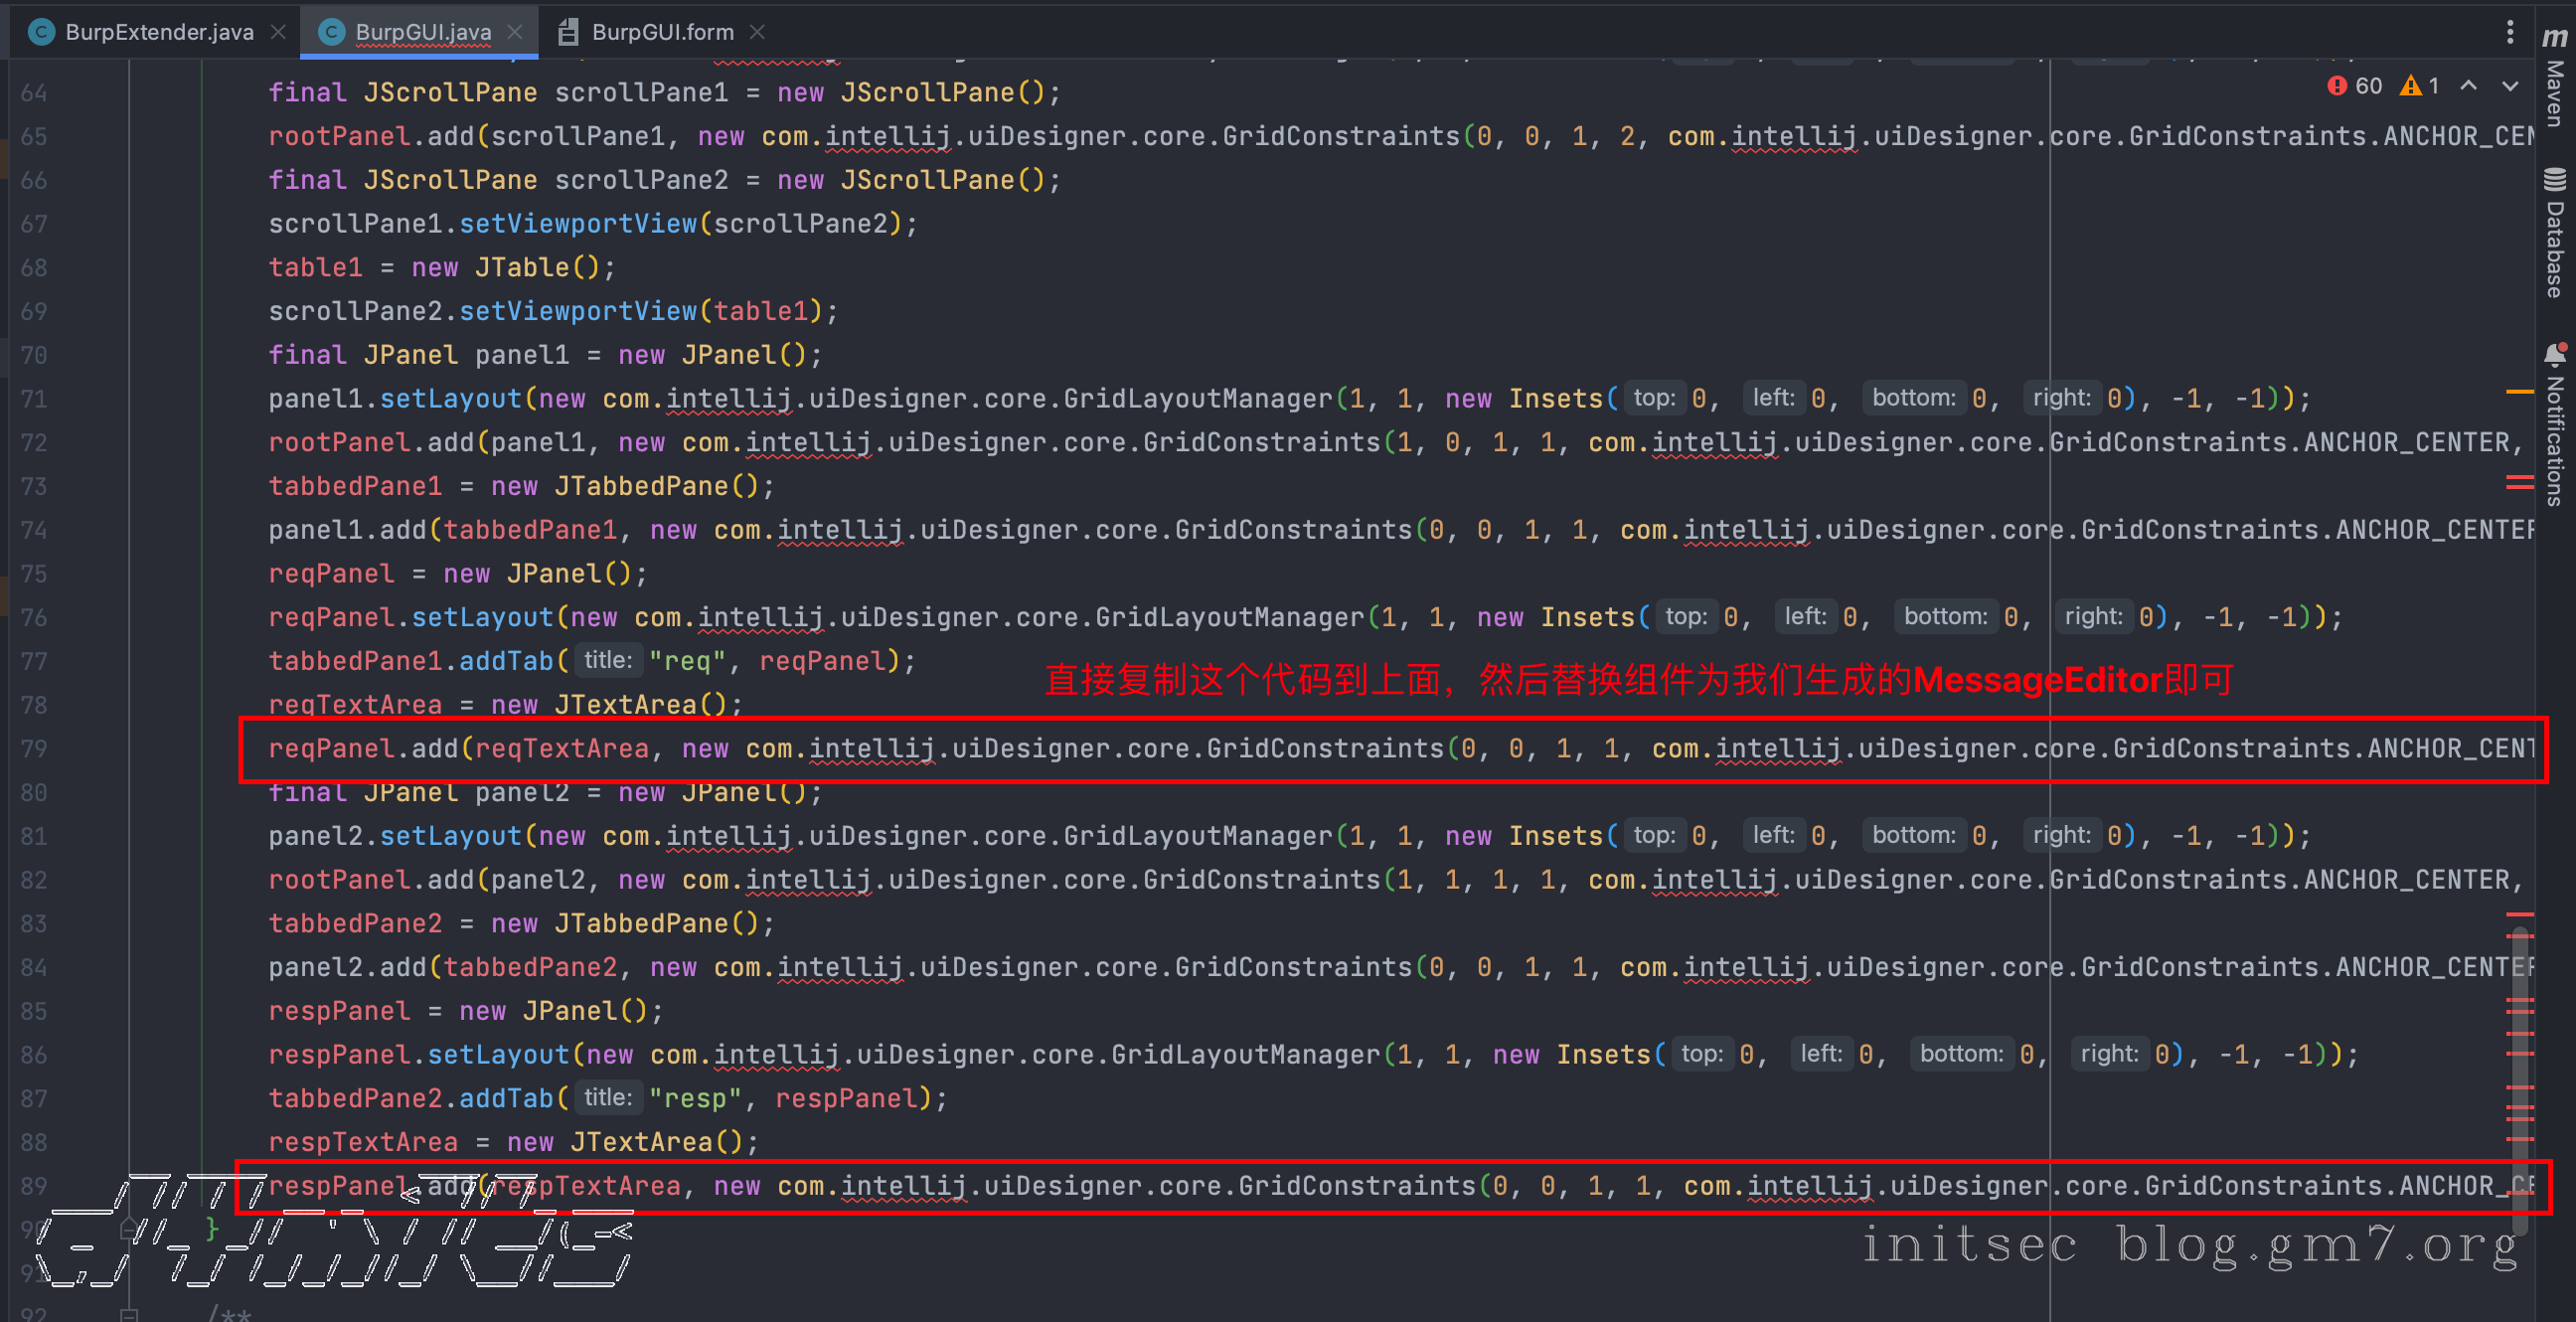 BurpExtender.java
BurpGUI.java
BurpGUI.form
60 1
64 final JScrollPane scrollPane1 = new JScrollPane();
65 rootPanel.add(scrollPane1, new com.intellij.uiDesigner.core.GridConstraints(0, 0, 1, 2, com.intellij.uiDesigner.core.GridConstraints.ANCHOR_CEN
66 final JScrollPane scrollPane2 = new JScrollPane();
67 scrollPane1.setViewportView(scrollPane2);
68 table1 = new JTable();
69 scrollPane2.setViewportView(table1);
70 final JPanel panel1 = new JPanel();
71 panel1.setLayout(new com.intellij.uiDesigner.core.GridLayoutManager(1, 1, new Insets( top: 0, left: 0, bottom: 0, right: 0), -1, -1));
72 rootPanel.add(panel1, new com.intellij.uiDesigner.core.GridConstraints(1, 0, 1, 1, com.intellij.uiDesigner.core.GridConstraints.ANCHOR_CENTER,
73 tabbedPane1 = new JTabbedPane();
74 panel1.add(tabbedPane1, new com.intellij.uiDesigner.core.GridConstraints(0, 0, 1, 1, com.intellij.uiDesigner.core.GridConstraints.ANCHOR_CENTER
75 reqPanel = new JPanel();
76 reqPanel.setLayout(new com.intellij.uiDesigner.core.GridLayoutManager(1, 1, new Insets( top: 0, left: 0, bottom: 0, right: 0), -1, -1));
77 tabbedPane1.addTab( title: "req", reqPanel);
直接复制这个代码到上面，然后替换组件为我们生成的MessageEditor即可
78 reqTextArea = new JTextArea();
79 reqPanel.add(reqTextArea, new com.intellij.uiDesigner.core.GridConstraints(0, 0, 1, 1, com.intellij.uiDesigner.core.GridConstraints.ANCHOR_CENT
80 final JPanel panel2 = new JPanel();
81 panel2.setLayout(new com.intellij.uiDesigner.core.GridLayoutManager(1, 1, new Insets( top: 0, left: 0, bottom: 0, right: 0), -1, -1));
82 rootPanel.add(panel2, new com.intellij.uiDesigner.core.GridConstraints(1, 1, 1, 1, com.intellij.uiDesigner.core.GridConstraints.ANCHOR_CENTER,
83 tabbedPane2 = new JTabbedPane();
84 panel2.add(tabbedPane2, new com.intellij.uiDesigner.core.GridConstraints(0, 0, 1, 1, com.intellij.uiDesigner.core.GridConstraints.ANCHOR_CENTER
85 respPanel = new JPanel();
86 respPanel.setLayout(new com.intellij.uiDesigner.core.GridLayoutManager(1, 1, new Insets( top: 0, left: 0, bottom: 0, right: 0), -1, -1));
87 tabbedPane2.addTab( title: "resp", respPanel);
88 respTextArea = new JTextArea();
89 respPanel.add(respTextArea, new com.intellij.uiDesigner.core.GridConstraints(0, 0, 1, 1, com.intellij.uiDesigner.core.GridConstraints.ANCHOR_CE
90 }
91
92 /**
initsec blog.gm7.org
m Maven
Database
Notifications